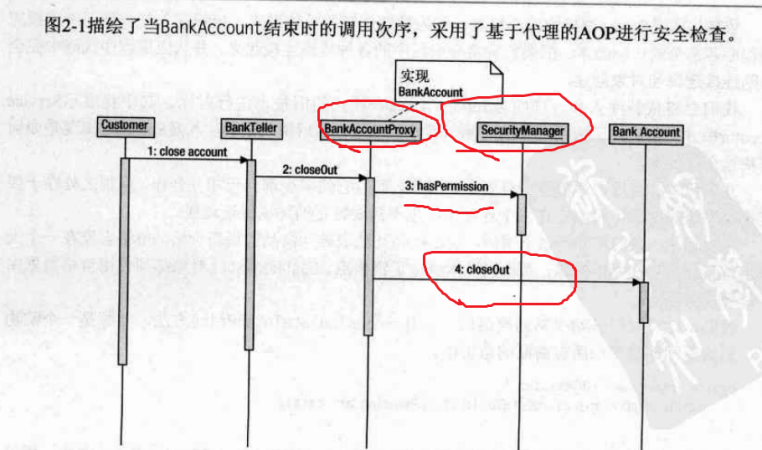 图2-1描绘了当BankAccount结束时的调用次序，采用了基于代理的AOP进行安全检查。
实现
BankAccount
Customer
BankTeller
BankAccountProxy
SecurityManager
Bank Account
1: close account
2: closeOut
3: hasPermission
4: closeOut